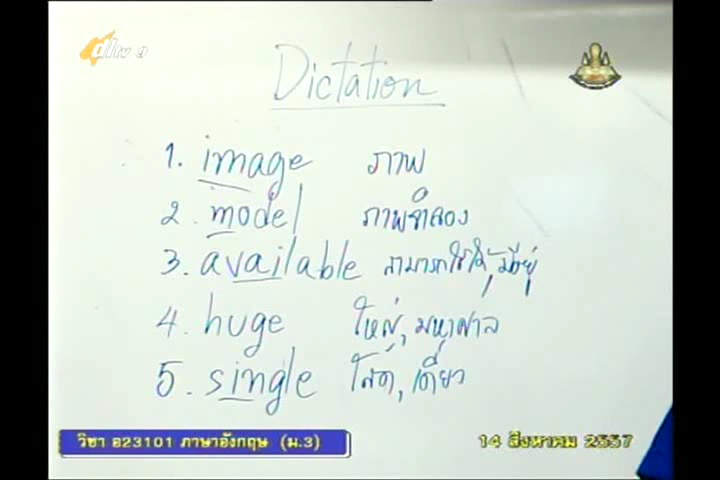 dltv 9
Dictation
1. image ภาพ
2. model ภาพจำลอง
3. available สามารถใช้ได้, มีอยู่
4. huge ใหญ่, มหาศาล
5. single โสด, เดี่ยว
วิชา อ23101 ภาษาอังกฤษ (ม.3) 14 สิงหาคม 2557